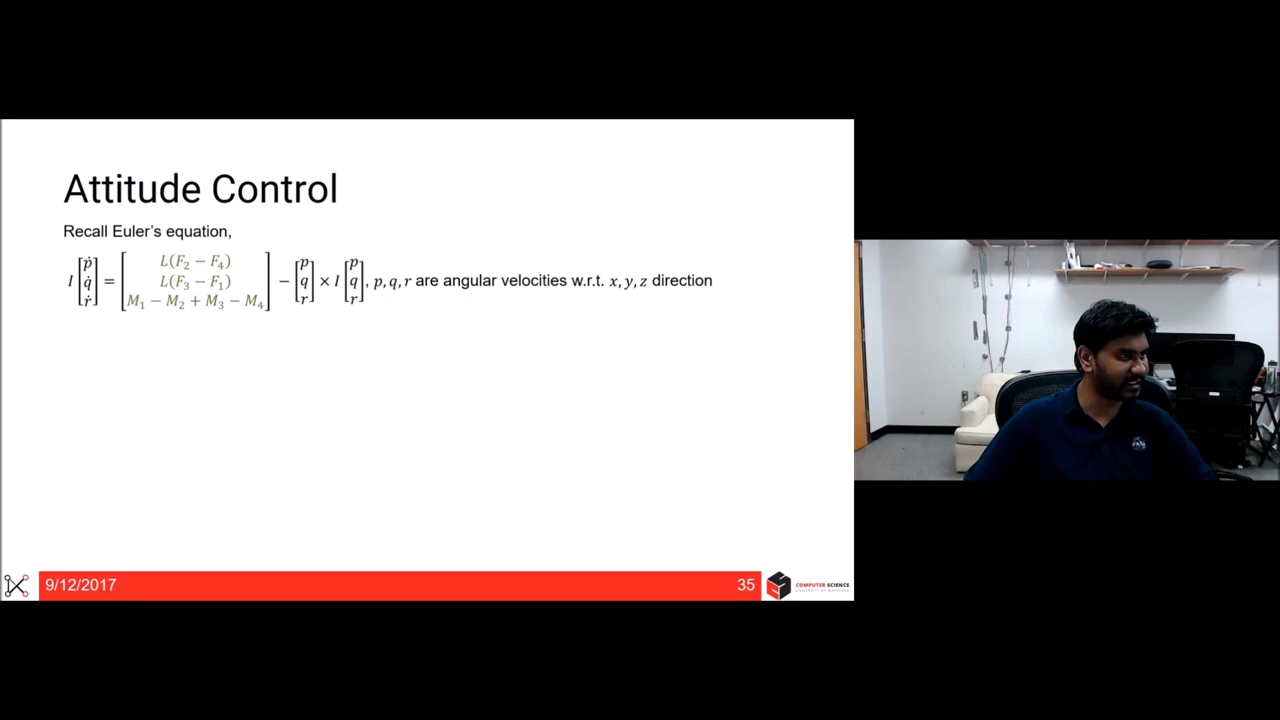 Attitude Control
Recall Euler's equation,
I [ṗ q̇ ṙ] = [L(F₂ − F₄) L(F₃ − F₁) M₁ − M₂ + M₃ − M₄] − [p q r] × I [p q r], p, q, r are angular velocities w.r.t. x, y, z direction
9/12/2017
35
COMPUTER SCIENCE
UNIVERSITY OF MARYLAND